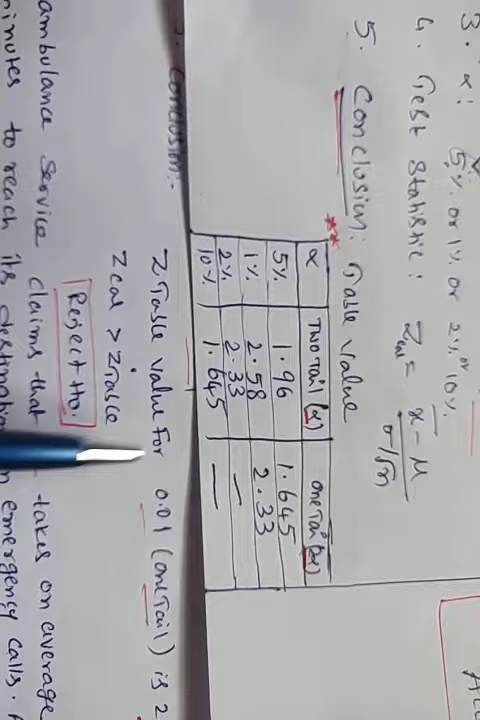 3. α: 5% or 1% or 2% or 10%.
4. Test Statistic: Zcal = x̄ - μ / σ/√n
5. Conclusion: Table value
**
α | Two Tail (α) | one Tail (2α)
5% | 1.96 | 1.645
1% | 2.58 | 2.33
2% | 2.33 | —
10% | 1.645 | —
Conclusion:-
Z Table value For 0.01 (one Tail) is 2
Zcal > Z Table
Reject H₀.
ambulance service claims that takes on average
minutes to reach its destination emergency calls.